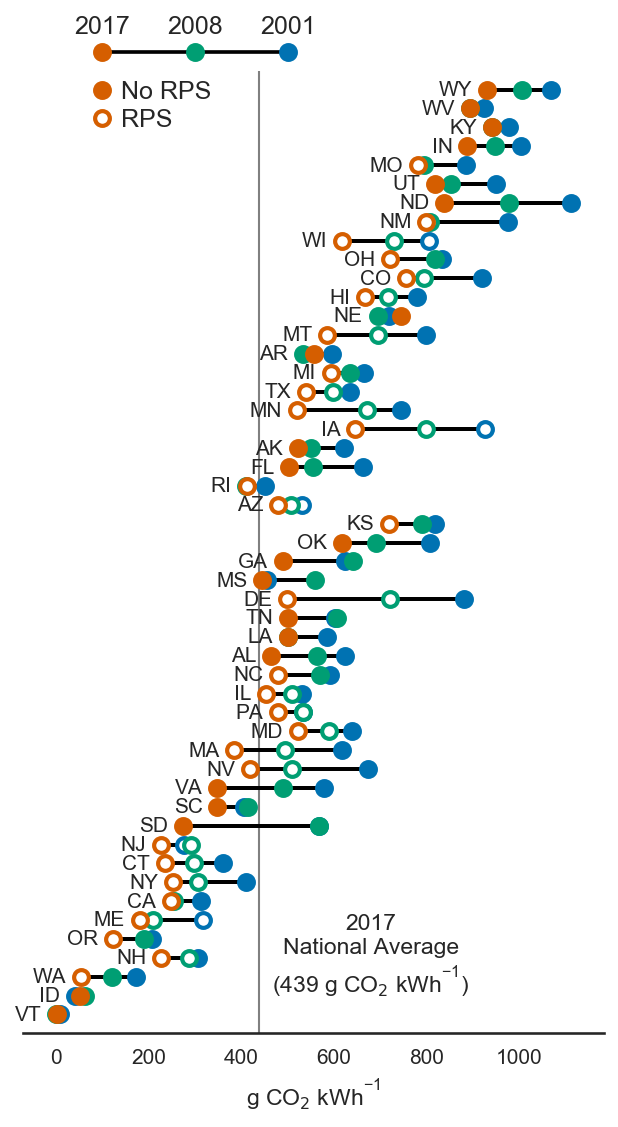 2017 2008 2001
No RPS
RPS
WY
WV
KY
IN
MO
UT
ND
NM
WI
OH
CO
HI
NE
MT
AR
MI
TX
MN
IA
AK
FL
RI
AZ
KS
OK
GA
MS
DE
TN
LA
AL
NC
IL
PA
MD
MA
NV
VA
SC
SD
NJ
CT
NY
CA
ME
OR
NH
WA
ID
VT
2017
National Average
(439 g CO₂ kWh⁻¹)
0 200 400 600 800 1000
g CO₂ kWh⁻¹